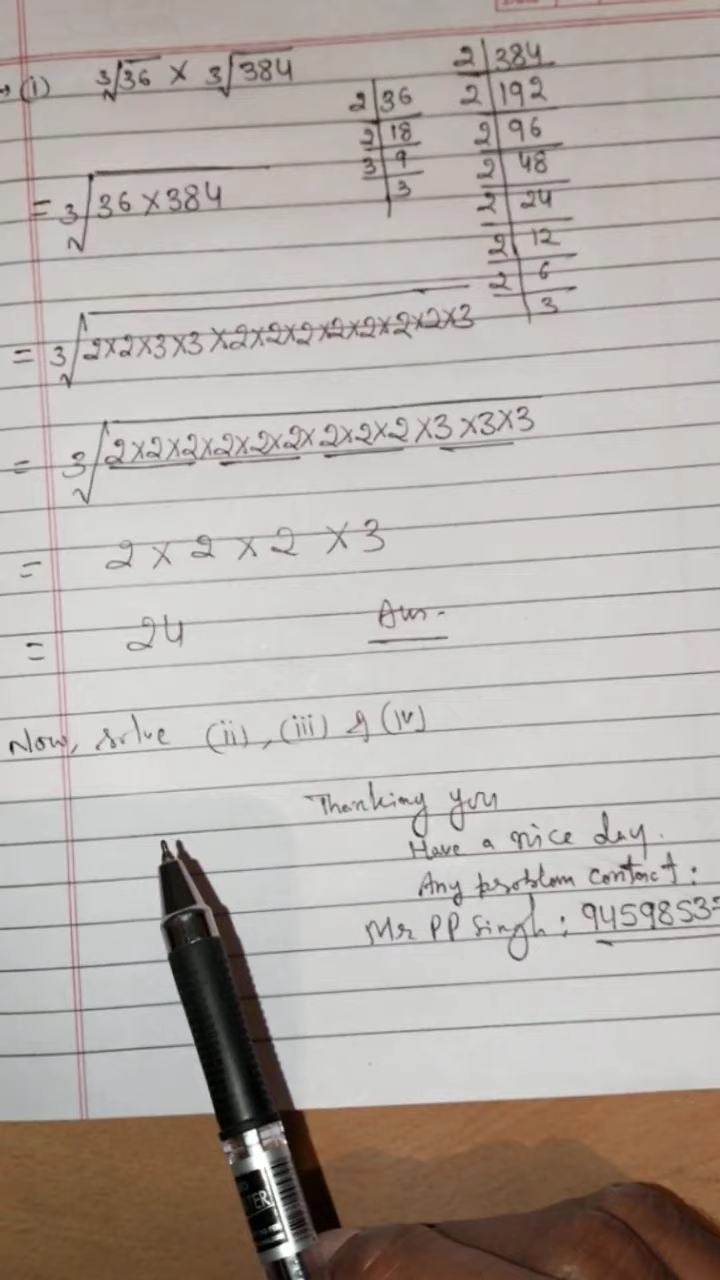 → (i) ∛36 × ∛384
2 | 36
2 | 18
3 | 9
3
2 | 384
2 | 192
2 | 96
2 | 48
2 | 24
2 | 12
2 | 6
3
= ∛36×384
= ∛2×2×3×3×2×2×2×2×2×2×2×3
= ∛2×2×2×2×2×2×2×2×2×3×3×3
= 2 × 2 × 2 × 3
= 24 Ans.
Now, solve (ii), (iii) & (iv)
Thanking you
Have a nice day.
Any problem contact:
Mr PP Singh: 9459853